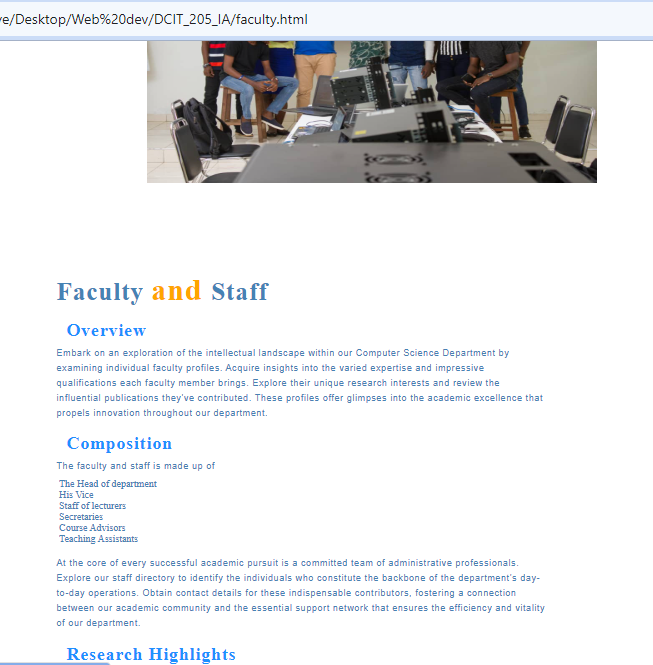 ve/Desktop/Web%20dev/DCIT_205_IA/faculty.html
Faculty and Staff
Overview
Embark on an exploration of the intellectual landscape within our Computer Science Department by
examining individual faculty profiles. Acquire insights into the varied expertise and impressive
qualifications each faculty member brings. Explore their unique research interests and review the
influential publications they've contributed. These profiles offer glimpses into the academic excellence that
propels innovation throughout our department.
Composition
The faculty and staff is made up of
The Head of department
His Vice
Staff of lecturers
Secretaries
Course Advisors
Teaching Assistants
At the core of every successful academic pursuit is a committed team of administrative professionals.
Explore our staff directory to identify the individuals who constitute the backbone of the department's day-
to-day operations. Obtain contact details for these indispensable contributors, fostering a connection
between our academic community and the essential support network that ensures the efficiency and vitality
of our department.
Research Highlights